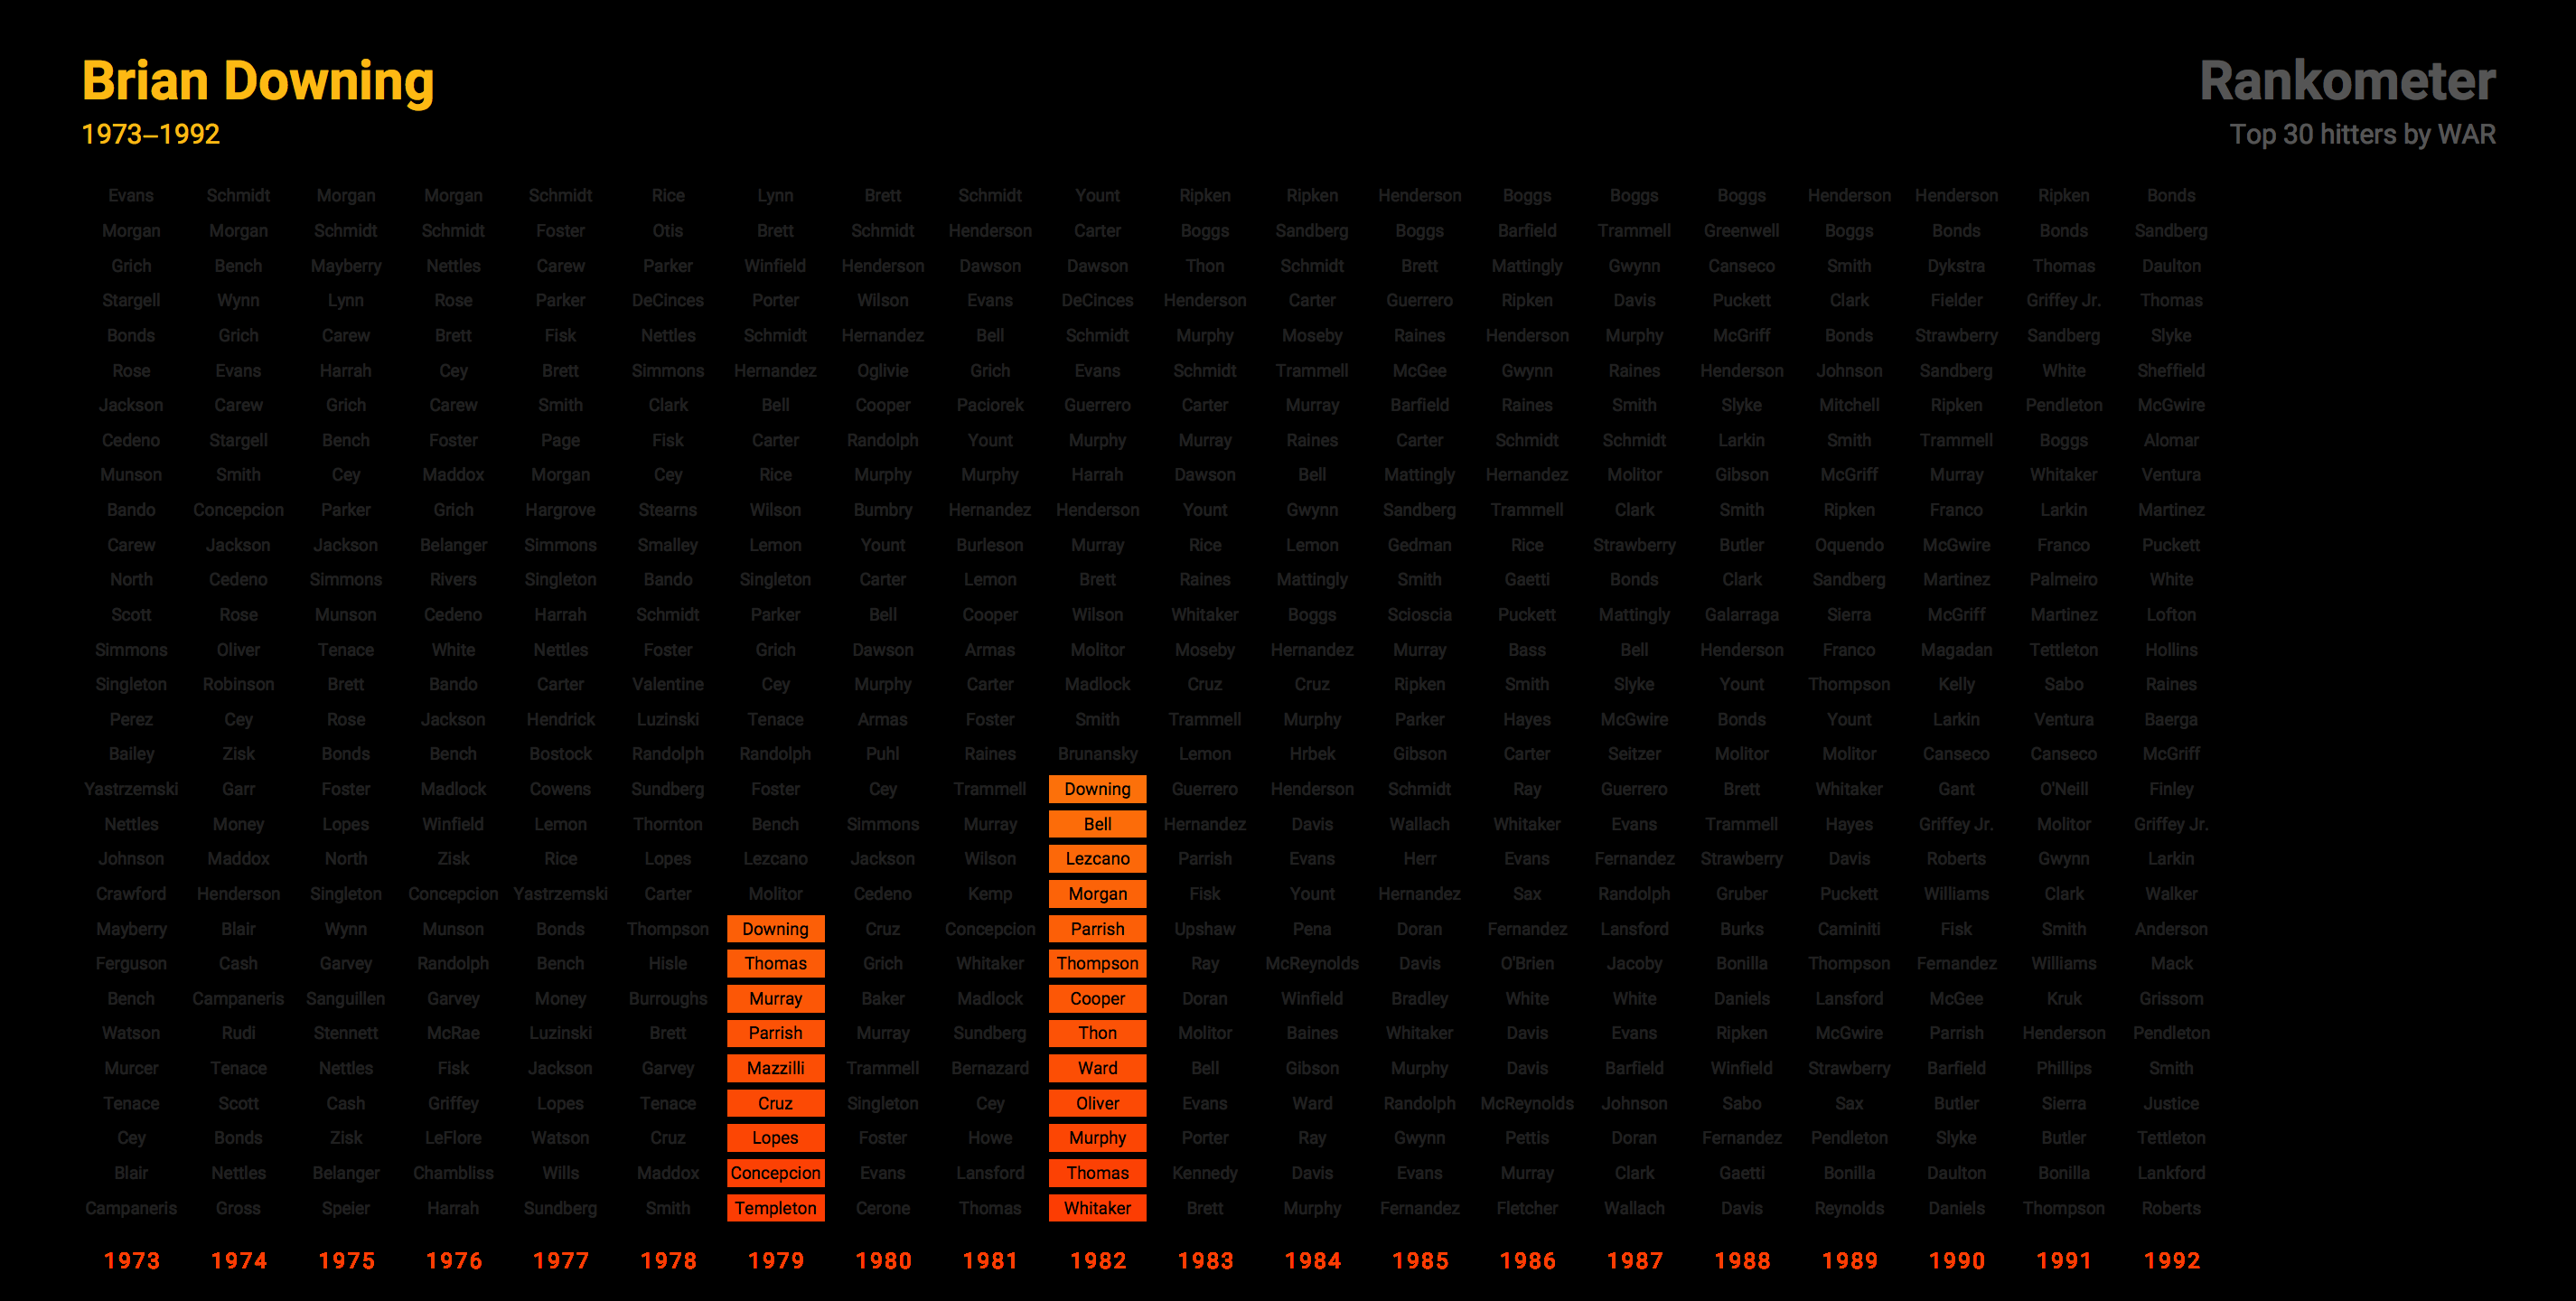 Brian Downing
1973–1992
Rankometer
Top 30 hitters by WAR
Evans Schmidt Morgan Morgan Schmidt Rice Lynn Brett Schmidt Yount Ripken Ripken Henderson Boggs Boggs Boggs Henderson Henderson Ripken Bonds
Morgan Morgan Schmidt Schmidt Foster Otis Brett Schmidt Henderson Carter Boggs Sandberg Boggs Barfield Trammell Greenwell Boggs Bonds Bonds Sandberg
Grich Bench Mayberry Nettles Carew Parker Winfield Henderson Dawson Dawson Thon Schmidt Brett Mattingly Gwynn Canseco Smith Dykstra Thomas Daulton
Stargell Wynn Lynn Rose Parker DeCinces Porter Wilson Evans DeCinces Henderson Carter Guerrero Ripken Davis Puckett Clark Fielder Griffey Jr. Thomas
Bonds Grich Carew Brett Fisk Nettles Schmidt Hernandez Bell Schmidt Murphy Moseby Raines Henderson Murphy McGriff Bonds Strawberry Sandberg Slyke
Rose Evans Harrah Cey Brett Simmons Hernandez Oglivie Grich Evans Schmidt Trammell McGee Gwynn Raines Henderson Johnson Sandberg White Sheffield
Jackson Carew Grich Carew Smith Clark Bell Cooper Paciorek Guerrero Carter Murray Barfield Raines Smith Slyke Mitchell Ripken Pendleton McGwire
Cedeno Stargell Bench Foster Page Fisk Carter Randolph Yount Murphy Murray Raines Carter Schmidt Schmidt Larkin Smith Trammell Boggs Alomar
Munson Smith Cey Maddox Morgan Cey Rice Murphy Murphy Harrah Dawson Bell Mattingly Hernandez Molitor Gibson McGriff Murray Whitaker Ventura
Bando Concepcion Parker Grich Hargrove Stearns Wilson Bumbry Hernandez Henderson Yount Gwynn Sandberg Trammell Clark Smith Ripken Franco Larkin Martinez
Carew Jackson Jackson Belanger Simmons Smalley Lemon Yount Burleson Murray Rice Lemon Gedman Rice Strawberry Butler Oquendo McGwire Franco Puckett
North Cedeno Simmons Rivers Singleton Bando Singleton Carter Lemon Brett Raines Mattingly Smith Gaetti Bonds Clark Sandberg Martinez Palmeiro White
Scott Rose Munson Cedeno Harrah Schmidt Parker Bell Cooper Wilson Whitaker Boggs Scioscia Puckett Mattingly Galarraga Sierra McGriff Martinez Lofton
Simmons Oliver Tenace White Nettles Foster Grich Dawson Armas Molitor Moseby Hernandez Murray Bass Bell Henderson Franco Magadan Tettleton Hollins
Singleton Robinson Brett Bando Carter Valentine Cey Murphy Carter Madlock Cruz Cruz Ripken Smith Slyke Yount Thompson Kelly Sabo Raines
Perez Cey Rose Jackson Hendrick Luzinski Tenace Armas Foster Smith Trammell Murphy Parker Hayes McGwire Bonds Yount Larkin Ventura Baerga
Bailey Zisk Bonds Bench Bostock Randolph Randolph Puhl Raines Brunansky Lemon Hrbek Gibson Carter Seitzer Molitor Molitor Canseco Canseco McGriff
Yastrzemski Garr Foster Madlock Cowens Sundberg Foster Cey Trammell Downing Guerrero Henderson Schmidt Ray Guerrero Brett Whitaker Gant O'Neill Finley
Nettles Money Lopes Winfield Lemon Thornton Bench Simmons Murray Bell Hernandez Davis Wallach Whitaker Evans Trammell Hayes Griffey Jr. Molitor Griffey Jr.
Johnson Maddox North Zisk Rice Lopes Lezcano Jackson Wilson Lezcano Parrish Evans Herr Evans Fernandez Strawberry Davis Roberts Gwynn Larkin
Crawford Henderson Singleton Concepcion Yastrzemski Carter Molitor Cedeno Kemp Morgan Fisk Yount Hernandez Sax Randolph Gruber Puckett Williams Clark Walker
Mayberry Blair Wynn Munson Bonds Thompson Downing Cruz Concepcion Parrish Upshaw Pena Doran Fernandez Lansford Burks Caminiti Fisk Smith Anderson
Ferguson Cash Garvey Randolph Bench Hisle Thomas Grich Whitaker Thompson Ray McReynolds Davis O'Brien Jacoby Bonilla Thompson Fernandez Williams Mack
Bench Campaneris Sanguillen Garvey Money Burroughs Murray Baker Madlock Cooper Doran Winfield Bradley White White Daniels Lansford McGee Kruk Grissom
Watson Rudi Stennett McRae Luzinski Brett Parrish Murray Sundberg Thon Molitor Baines Whitaker Davis Evans Ripken McGwire Parrish Henderson Pendleton
Murcer Tenace Nettles Fisk Jackson Garvey Mazzilli Trammell Bernazard Ward Bell Gibson Murphy Davis Barfield Winfield Strawberry Barfield Phillips Smith
Tenace Scott Cash Griffey Lopes Tenace Cruz Singleton Cey Oliver Evans Ward Randolph McReynolds Johnson Sabo Sax Butler Sierra Justice
Cey Bonds Zisk LeFlore Watson Cruz Lopes Foster Howe Murphy Porter Ray Gwynn Pettis Doran Fernandez Pendleton Slyke Butler Tettleton
Blair Nettles Belanger Chambliss Wills Maddox Concepcion Evans Lansford Thomas Kennedy Davis Evans Murray Clark Gaetti Bonilla Daulton Bonilla Lankford
Campaneris Gross Speier Harrah Sundberg Smith Templeton Cerone Thomas Whitaker Brett Murphy Fernandez Fletcher Wallach Davis Reynolds Daniels Thompson Roberts
1973 1974 1975 1976 1977 1978 1979 1980 1981 1982 1983 1984 1985 1986 1987 1988 1989 1990 1991 1992